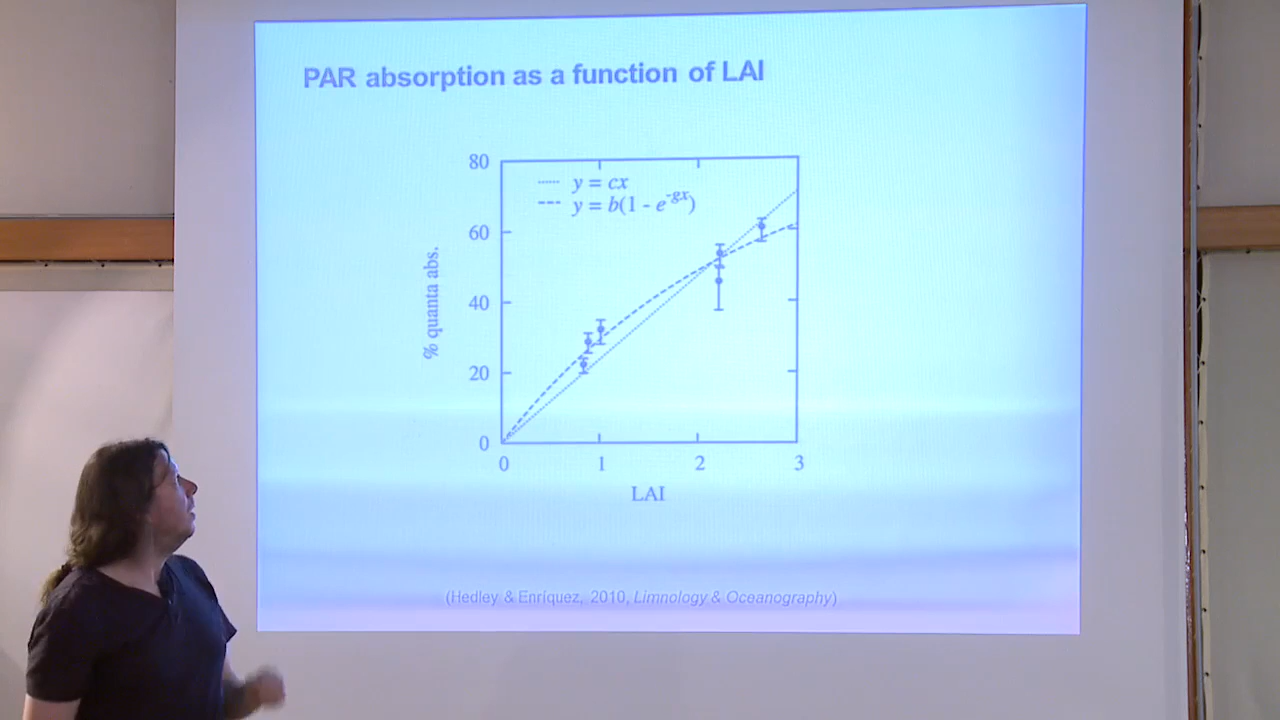 PAR absorption as a function of LAI
80
y = cx
y = b(1 - e^-gx)
60
% quanta abs.
40
20
0
0 1 2 3
LAI
(Hedley & Enríquez, 2010, Limnology & Oceanography)